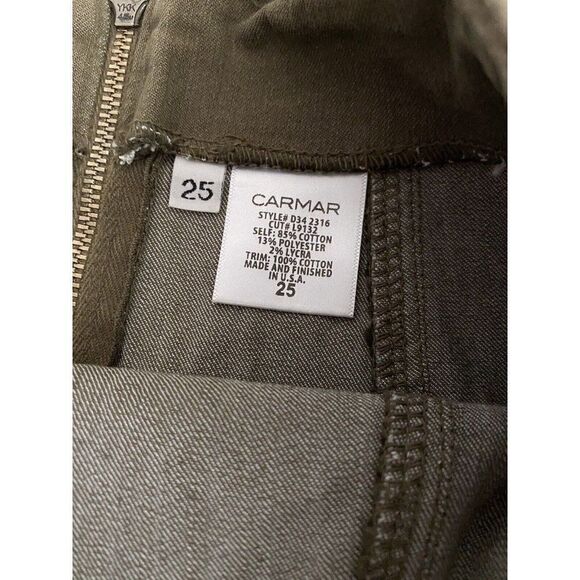 YKK
25
CARMAR
STYLE# D34 2316
CUT# L9132
SELF: 85% COTTON
13% POLYESTER
2% LYCRA
TRIM: 100% COTTON
MADE AND FINISHED
IN U.S.A.
25